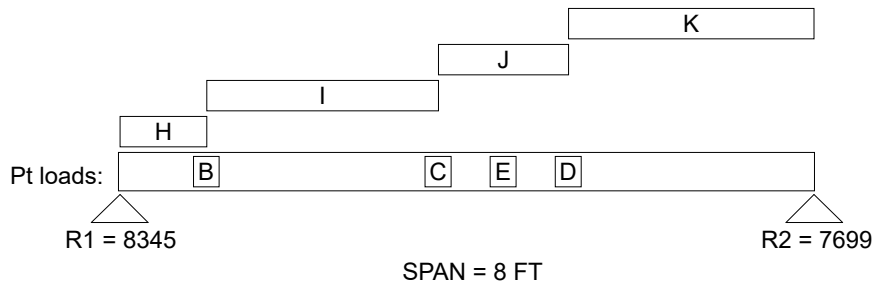 K
J
I
H
Pt loads: B C E D
R1 = 8345 R2 = 7699
SPAN = 8 FT